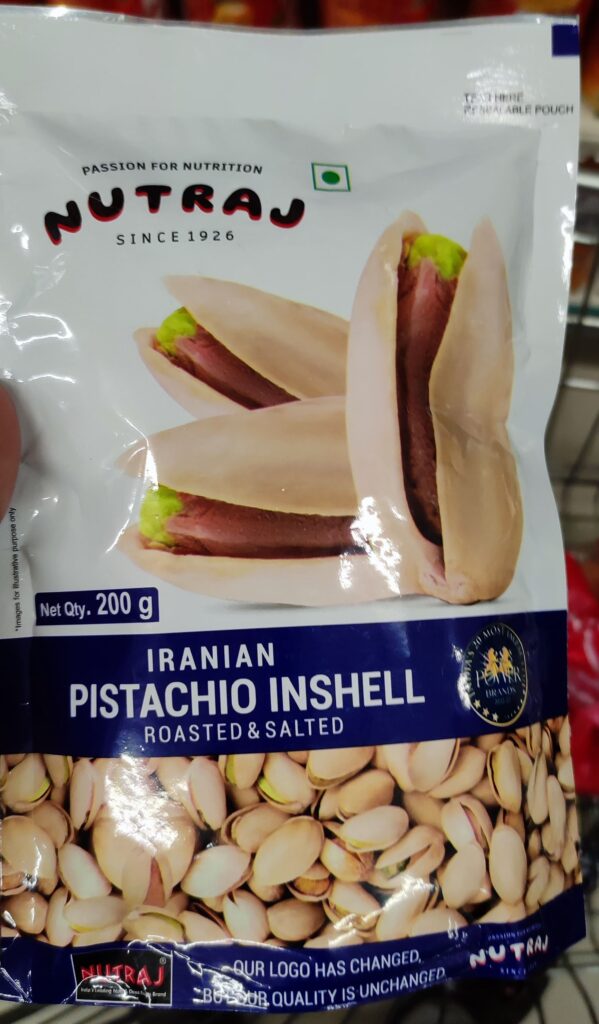 TEAR HERE
RESEALABLE POUCH
PASSION FOR NUTRITION
NUTRAJ
SINCE 1926
*Images for illustrative purpose only
Net Qty. 200 g
IRANIAN
PISTACHIO INSHELL
ROASTED & SALTED
POWER
BRANDS
NUTRAJ®
OUR LOGO HAS CHANGED,
BUT OUR QUALITY IS UNCHANGED
NUTRAJ